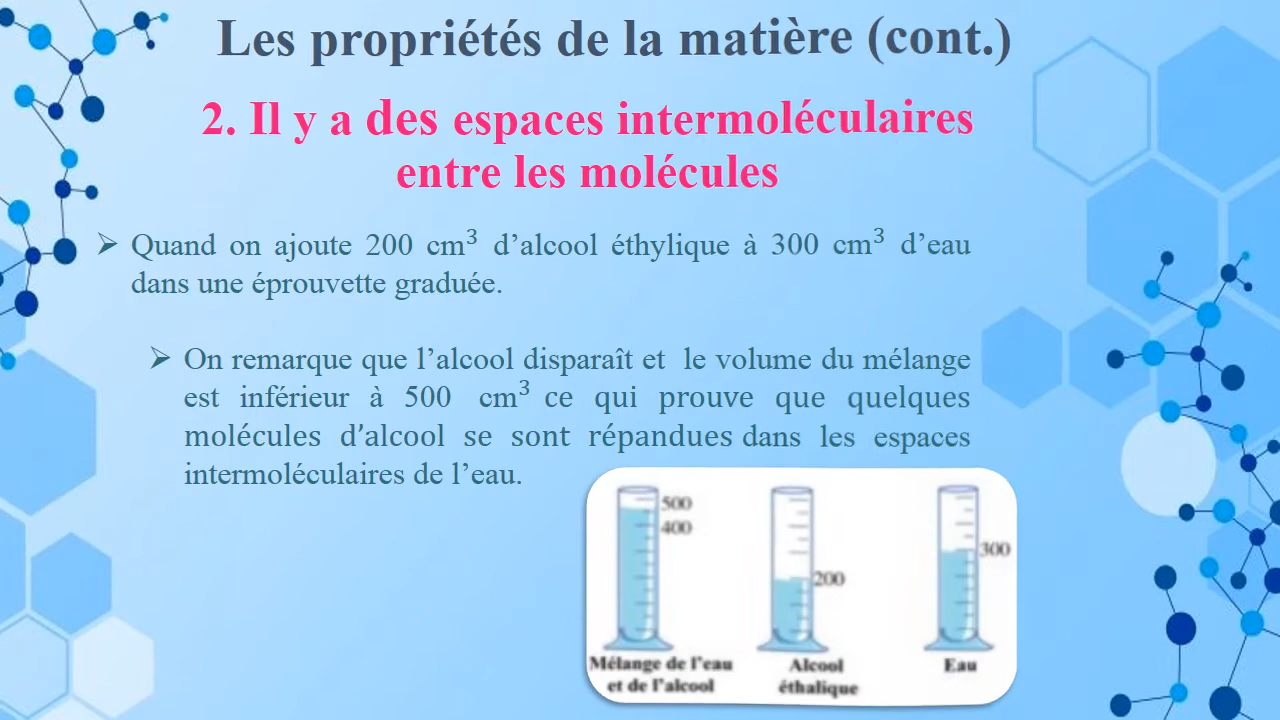 Les propriétés de la matière (cont.)
2. Il y a des espaces intermoléculaires
entre les molécules
➢ Quand on ajoute 200 cm³ d’alcool éthylique à 300 cm³ d’eau
dans une éprouvette graduée.
➢ On remarque que l’alcool disparaît et le volume du mélange
est inférieur à 500 cm³ ce qui prouve que quelques
molécules d’alcool se sont répandues dans les espaces
intermoléculaires de l’eau.
500
400
200
300
Mélange de l’eau
et de l’alcool
Alcool
éthalique
Eau